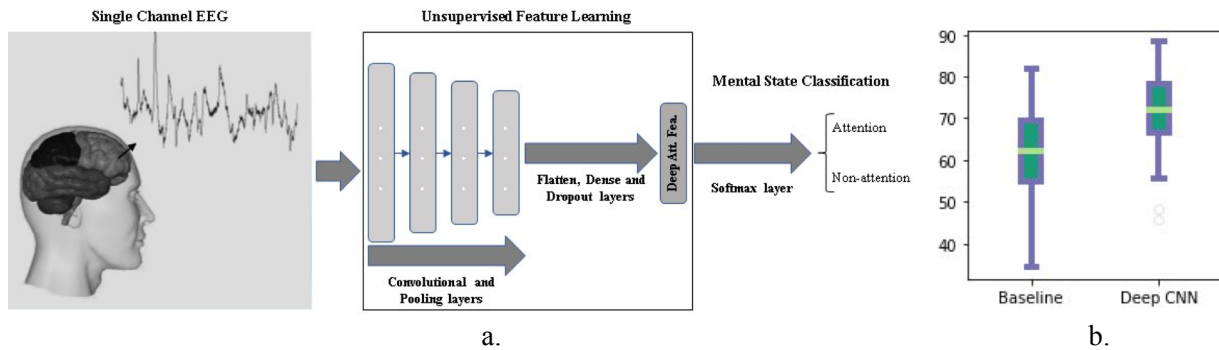 Single Channel EEG
Unsupervised Feature Learning
Convolutional and
Pooling layers
Flatten, Dense and
Dropout layers
Deep Att. Fea.
Mental State Classification
Softmax layer
Attention
Non-attention
a.
90
80
70
60
50
40
Baseline
Deep CNN
b.